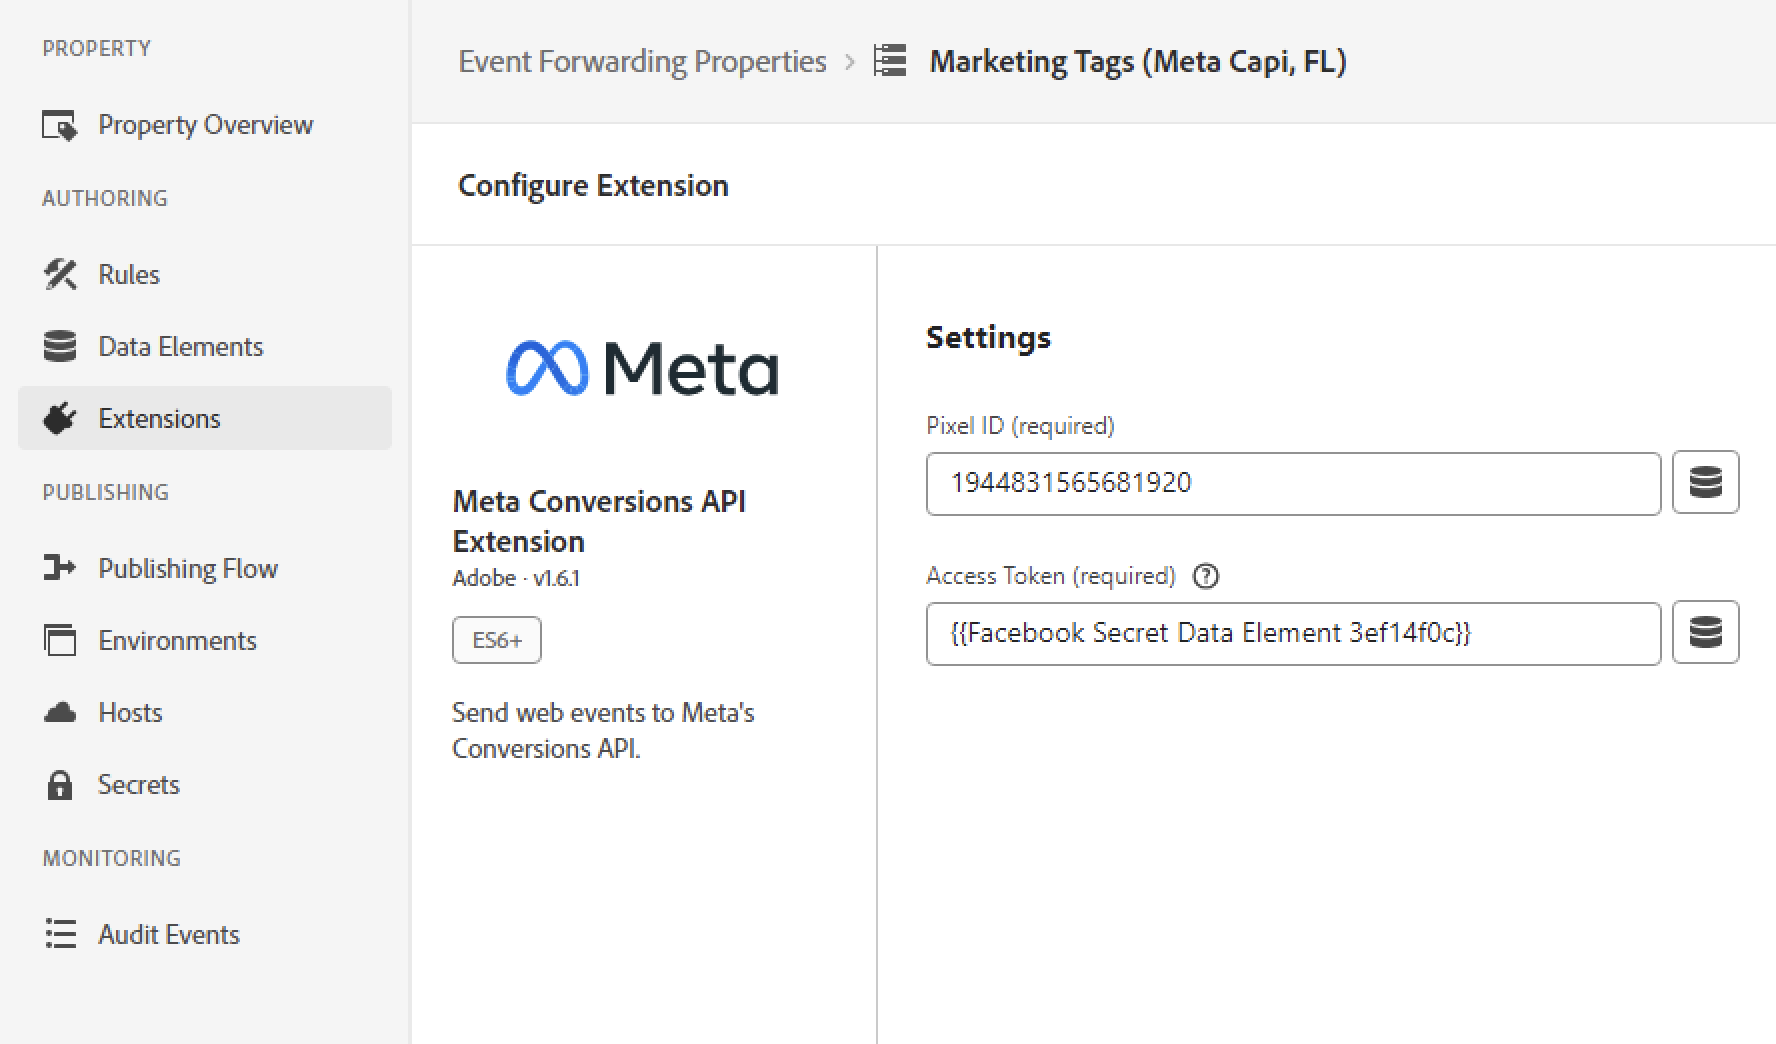 PROPERTY
Property Overview
AUTHORING
Rules
Data Elements
Extensions
PUBLISHING
Publishing Flow
Environments
Hosts
Secrets
MONITORING
Audit Events
Event Forwarding Properties
Marketing Tags (Meta Capi, FL)
Configure Extension
Meta
Meta Conversions API
Extension
Adobe · v1.6.1
ES6+
Send web events to Meta's
Conversions API.
Settings
Pixel ID (required)
1944831565681920
Access Token (required)
{{Facebook Secret Data Element 3ef14f0c}}